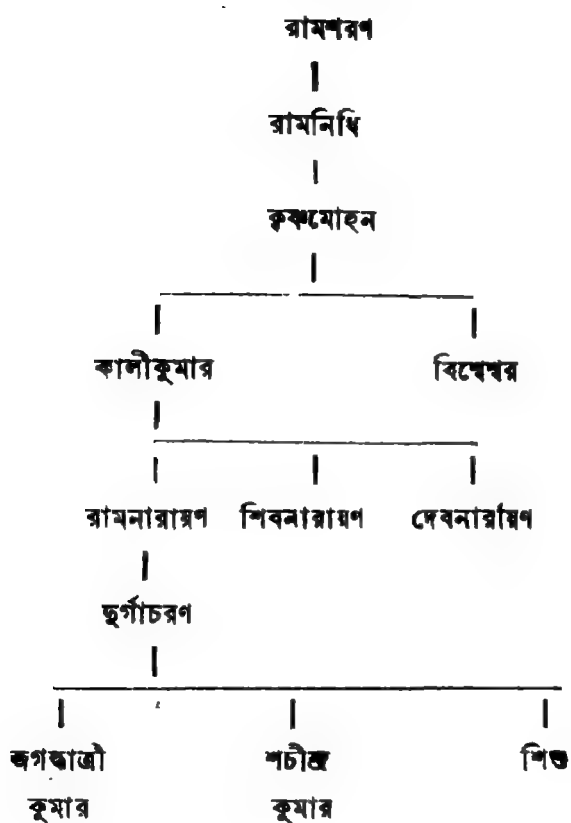 রামশরণ
রামনিধি
কৃষ্ণমোহন
কালীকুমার বিশ্বেশ্বর
রামনারায়ণ শিবনারায়ণ দেবনারায়ণ
দুর্গাচরণ
জগদ্ধাত্রী শচীন্দ্র শিশু
কুমার কুমার